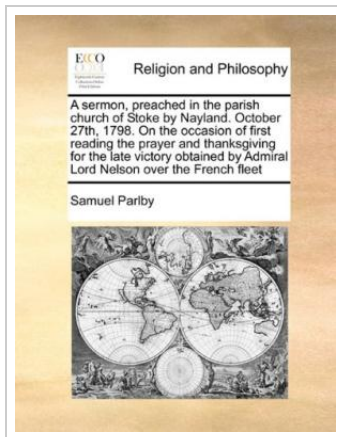 ECCO
Religion and Philosophy
A sermon, preached in the parish
church of Stoke by Nayland. October
27th, 1798. On the occasion of first
reading the prayer and thanksgiving
for the late victory obtained by Admiral
Lord Nelson over the French fleet
Samuel Parlby